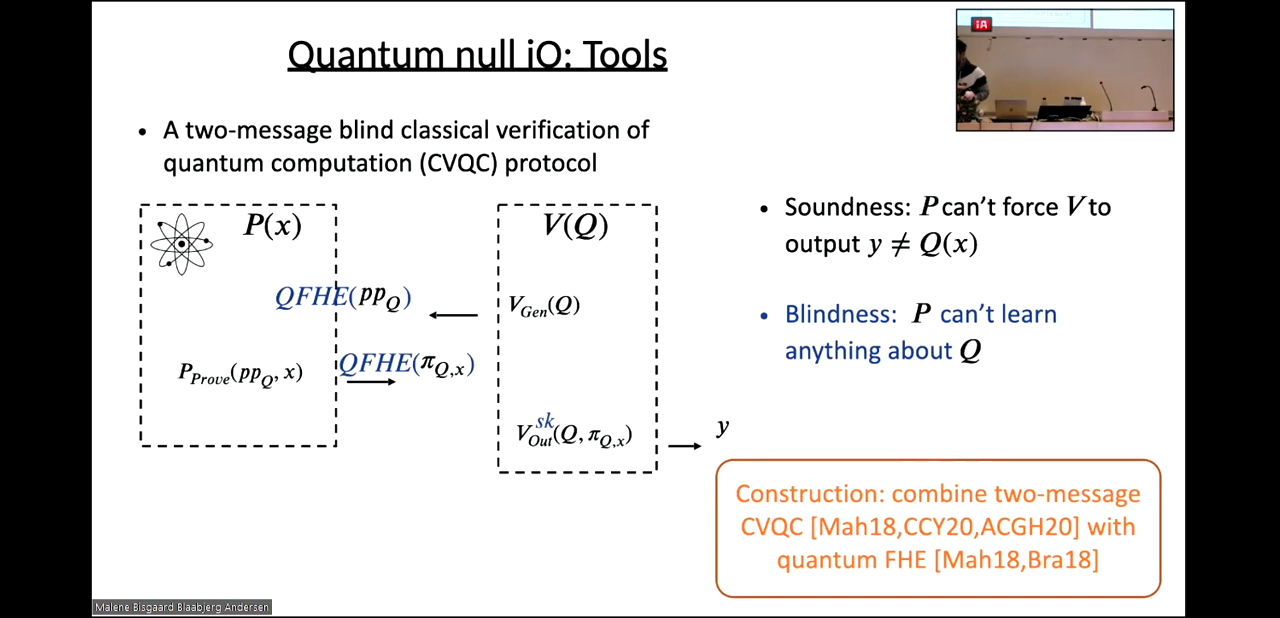 Quantum null iO: Tools
iA
• A two-message blind classical verification of
quantum computation (CVQC) protocol
P(x)
V(Q)
QFHE(pp_Q)
V_Gen(Q)
P_Prove(pp_Q, x)
QFHE(π_Q,x)
V^sk_Out(Q, π_Q,x)
y
• Soundness: P can't force V to
output y ≠ Q(x)
• Blindness: P can't learn
anything about Q
Construction: combine two-message
CVQC [Mah18,CCY20,ACGH20] with
quantum FHE [Mah18,Bra18]
Malene Bisgaard Blaabjerg Andersen